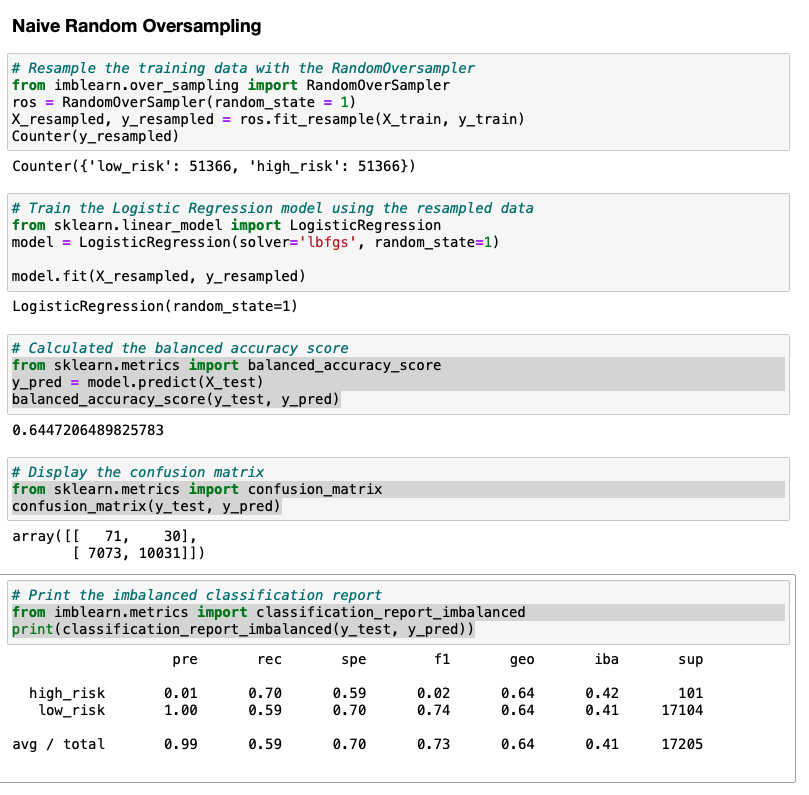 Naive Random Oversampling
# Resample the training data with the RandomOversampler
from imblearn.over_sampling import RandomOverSampler
ros = RandomOverSampler(random_state = 1)
X_resampled, y_resampled = ros.fit_resample(X_train, y_train)
Counter(y_resampled)
Counter({'low_risk': 51366, 'high_risk': 51366})
# Train the Logistic Regression model using the resampled data
from sklearn.linear_model import LogisticRegression
model = LogisticRegression(solver='lbfgs', random_state=1)
model.fit(X_resampled, y_resampled)
LogisticRegression(random_state=1)
# Calculated the balanced accuracy score
from sklearn.metrics import balanced_accuracy_score
y_pred = model.predict(X_test)
balanced_accuracy_score(y_test, y_pred)
0.6447206489825783
# Display the confusion matrix
from sklearn.metrics import confusion_matrix
confusion_matrix(y_test, y_pred)
array([[   71,    30],
       [ 7073, 10031]])
# Print the imbalanced classification report
from imblearn.metrics import classification_report_imbalanced
print(classification_report_imbalanced(y_test, y_pred))
                   pre       rec       spe        f1       geo       iba       sup
  high_risk       0.01      0.70      0.59      0.02      0.64      0.42       101
   low_risk       1.00      0.59      0.70      0.74      0.64      0.41     17104
avg / total       0.99      0.59      0.70      0.73      0.64      0.41     17205